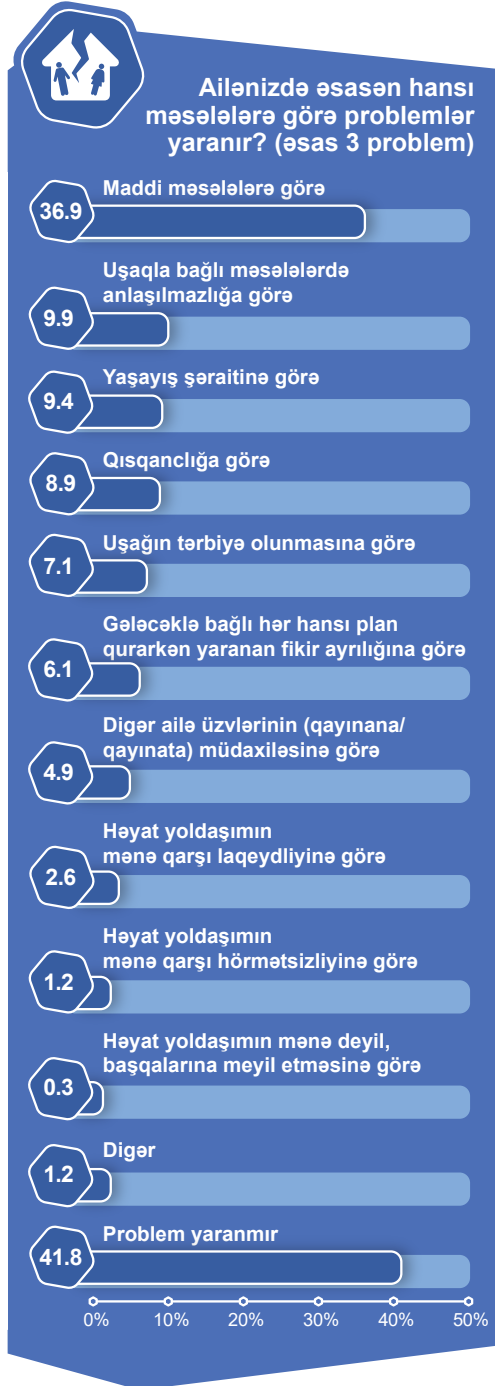 Ailənizdə əsasən hansı
məsələlərə görə problemlər
yaranır? (əsas 3 problem)
Maddi məsələlərə görə
36.9
Uşaqla bağlı məsələlərdə
anlaşılmazlığa görə
9.9
Yaşayış şəraitinə görə
9.4
Qısqanclığa görə
8.9
Uşağın tərbiyə olunmasına görə
7.1
Gələcəklə bağlı hər hansı plan
qurarkən yaranan fikir ayrılığına görə
6.1
Digər ailə üzvlərinin (qayınana/
qayınata) müdaxiləsinə görə
4.9
Həyat yoldaşımın
mənə qarşı laqeydliyinə görə
2.6
Həyat yoldaşımın
mənə qarşı hörmətsizliyinə görə
1.2
Həyat yoldaşımın mənə deyil,
başqalarına meyil etməsinə görə
0.3
Digər
1.2
Problem yaranmır
41.8
0% 10% 20% 30% 40% 50%